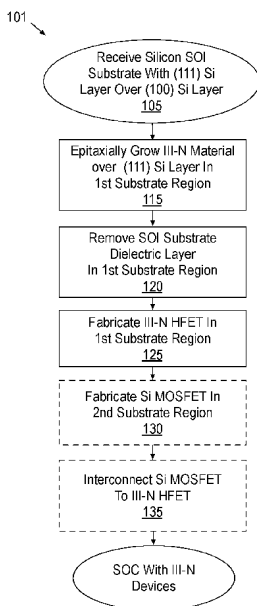 101
Receive Silicon SOI
Substrate With (111) Si
Layer Over (100) Si Layer
105
Epitaxially Grow III-N Material
over (111) Si Layer In
1st Substrate Region
115
Remove SOI Substrate
Dielectric Layer
In 1st Substrate Region
120
Fabricate III-N HFET In
1st Substrate Region
125
Fabricate Si MOSFET In
2nd Substrate Region
130
Interconnect Si MOSFET
To III-N HFET
135
SOC With III-N
Devices